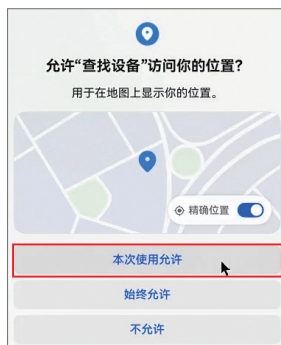 允许“查找设备”访问你的位置？
用于在地图上显示你的位置。
精确位置
本次使用允许
始终允许
不允许